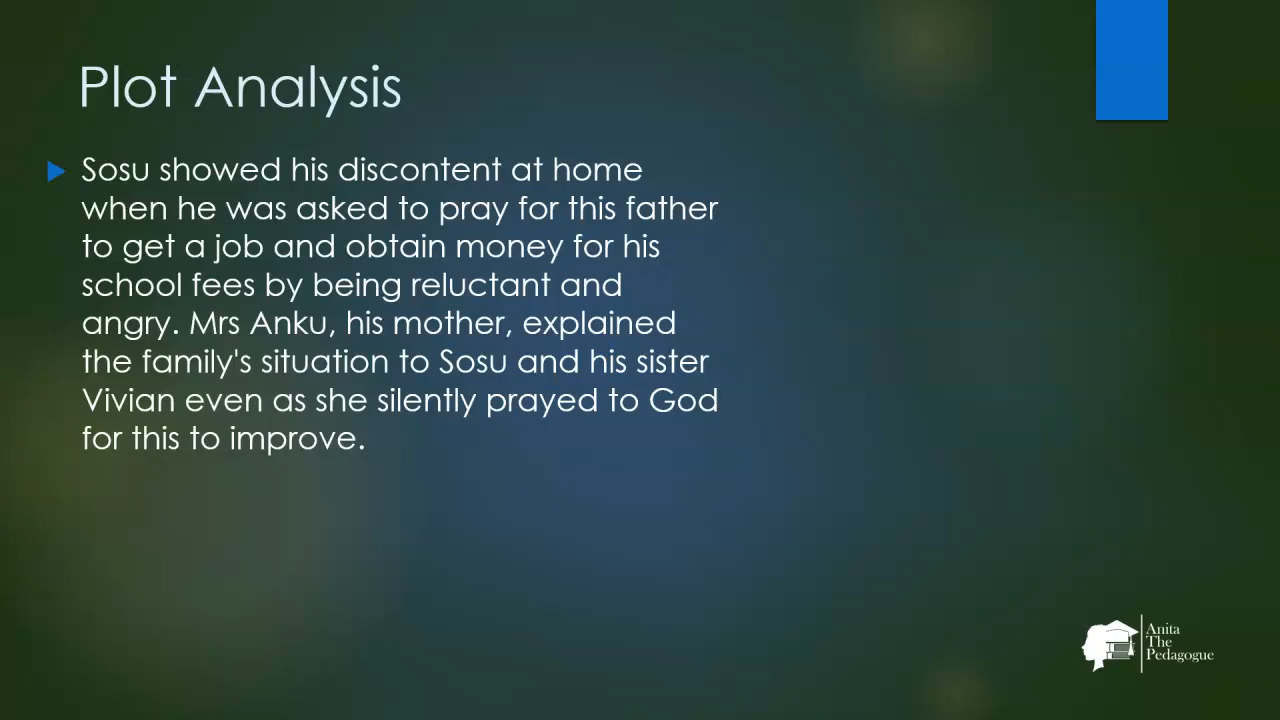 Plot Analysis
Sosu showed his discontent at home
when he was asked to pray for this father
to get a job and obtain money for his
school fees by being reluctant and
angry. Mrs Anku, his mother, explained
the family's situation to Sosu and his sister
Vivian even as she silently prayed to God
for this to improve.
Anita
The
Pedagogue